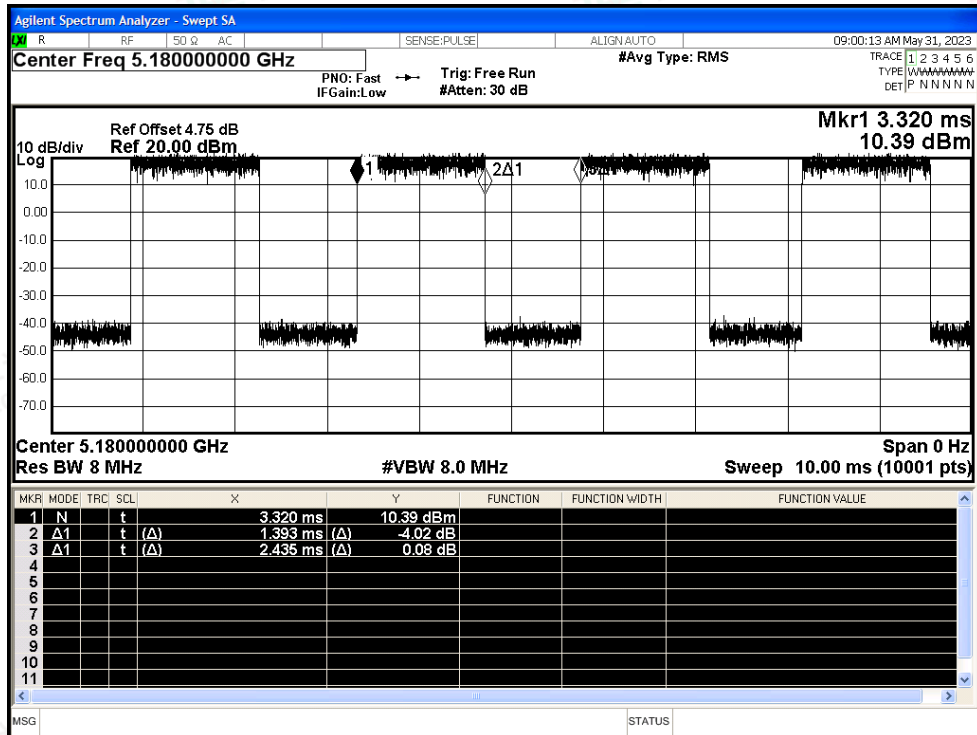 Agilent Spectrum Analyzer - Swept SA
LXI R RF 50 Ω AC SENSE:PULSE ALIGN AUTO 09:00:13 AM May 31, 2023
Center Freq 5.180000000 GHz #Avg Type: RMS TRACE 1 2 3 4 5 6
PNO: Fast Trig: Free Run TYPE WWWWWW
IFGain:Low #Atten: 30 dB DET P N N N N N
Mkr1 3.320 ms
Ref Offset 4.75 dB
10 dB/div Ref 20.00 dBm 10.39 dBm
Log
1 2Δ1
10.0
0.00
-10.0
-20.0
-30.0
-40.0
-50.0
-60.0
-70.0
Center 5.180000000 GHz Span 0 Hz
Res BW 8 MHz #VBW 8.0 MHz Sweep 10.00 ms (10001 pts)
MKR MODE TRC SCL X Y FUNCTION FUNCTION WIDTH FUNCTION VALUE
1 N t 3.320 ms 10.39 dBm
2 Δ1 t (Δ) 1.393 ms (Δ) -4.02 dB
3 Δ1 t (Δ) 2.435 ms (Δ) 0.08 dB
4
5
6
7
8
9
10
11
MSG STATUS